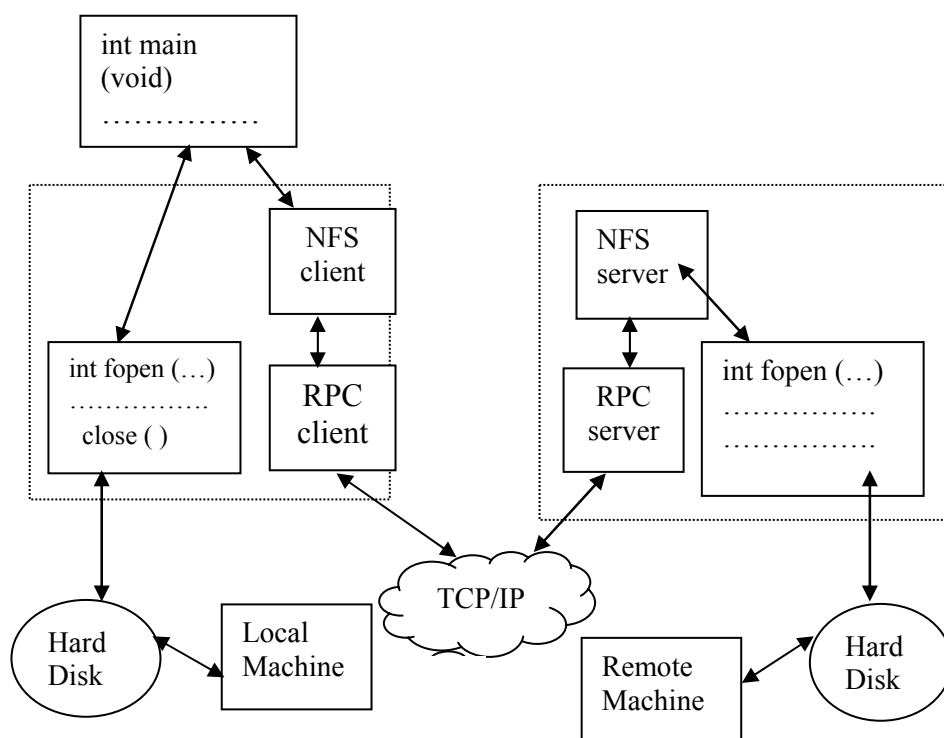 int main
(void)
……………
NFS
client
NFS
server
int fopen (…)
…………….
close ( )
RPC
client
RPC
server
int fopen (…)
…………….
…………….
TCP/IP
Hard
Disk
Local
Machine
Remote
Machine
Hard
Disk